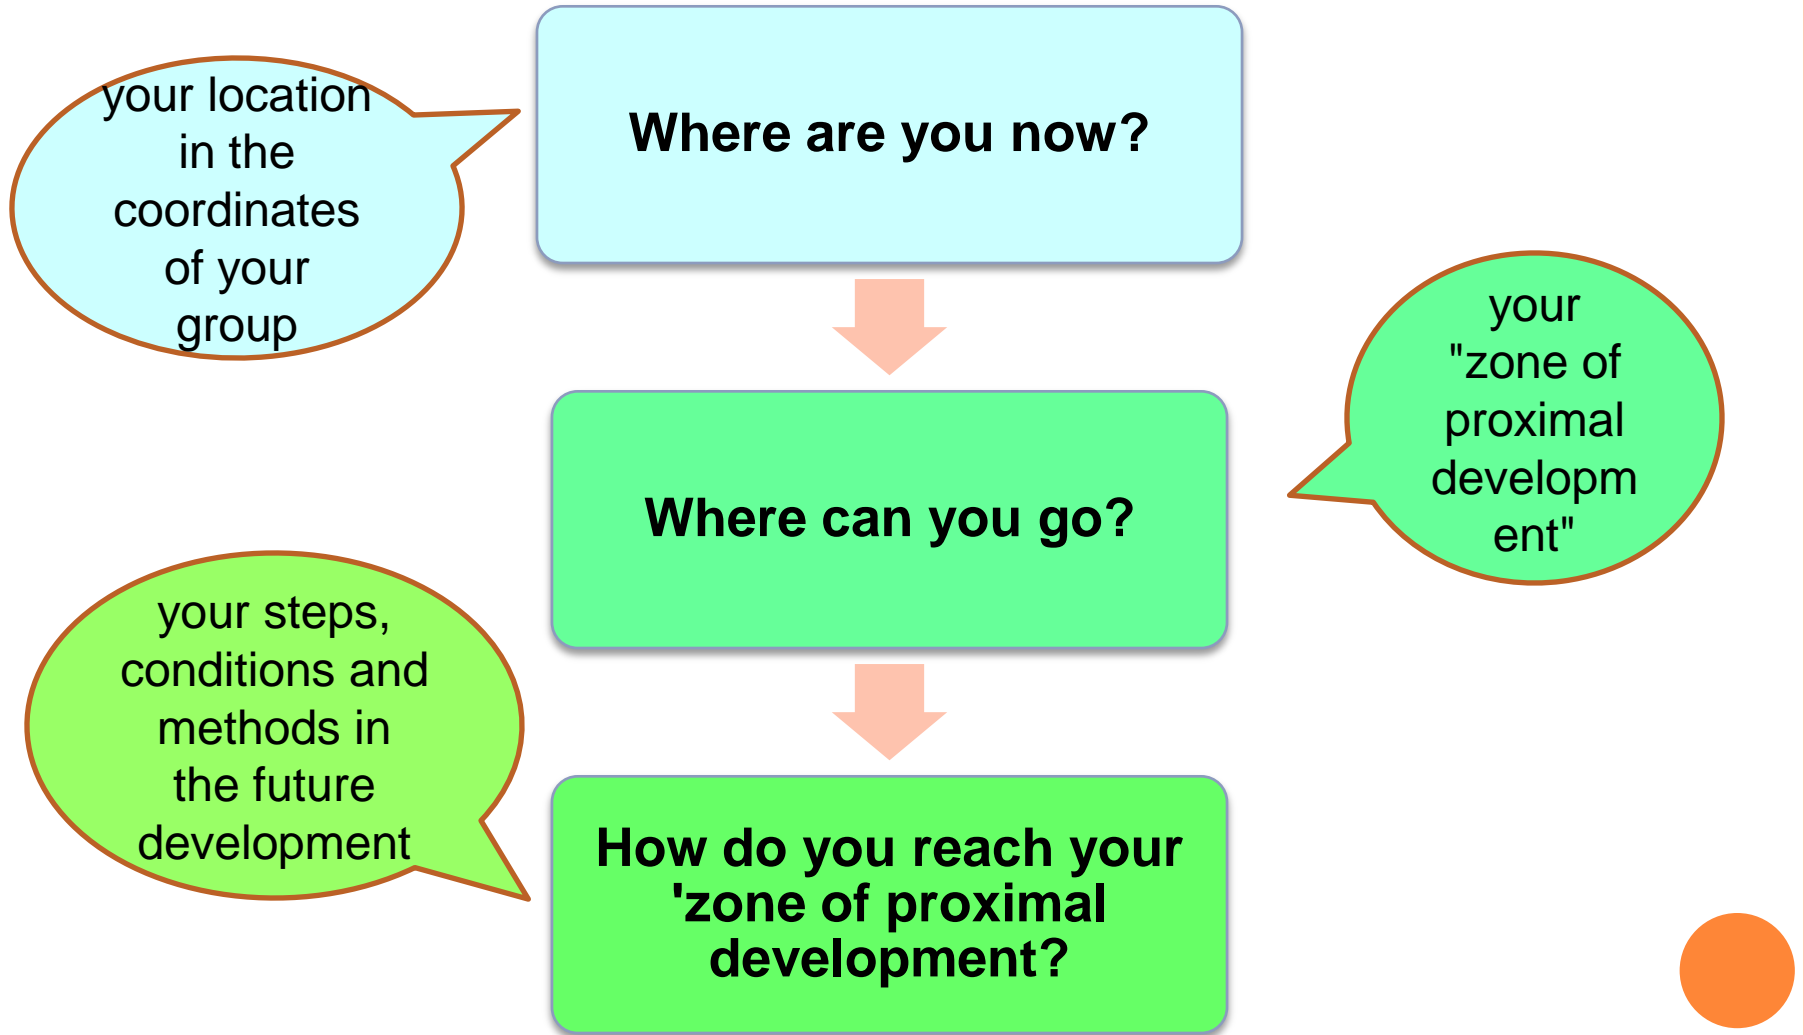 your location
in the
coordinates
of your
group
Where are you now?
your
"zone of
proximal
developm
ent"
Where can you go?
your steps,
conditions and
methods in
the future
development
How do you reach your
'zone of proximal
development?